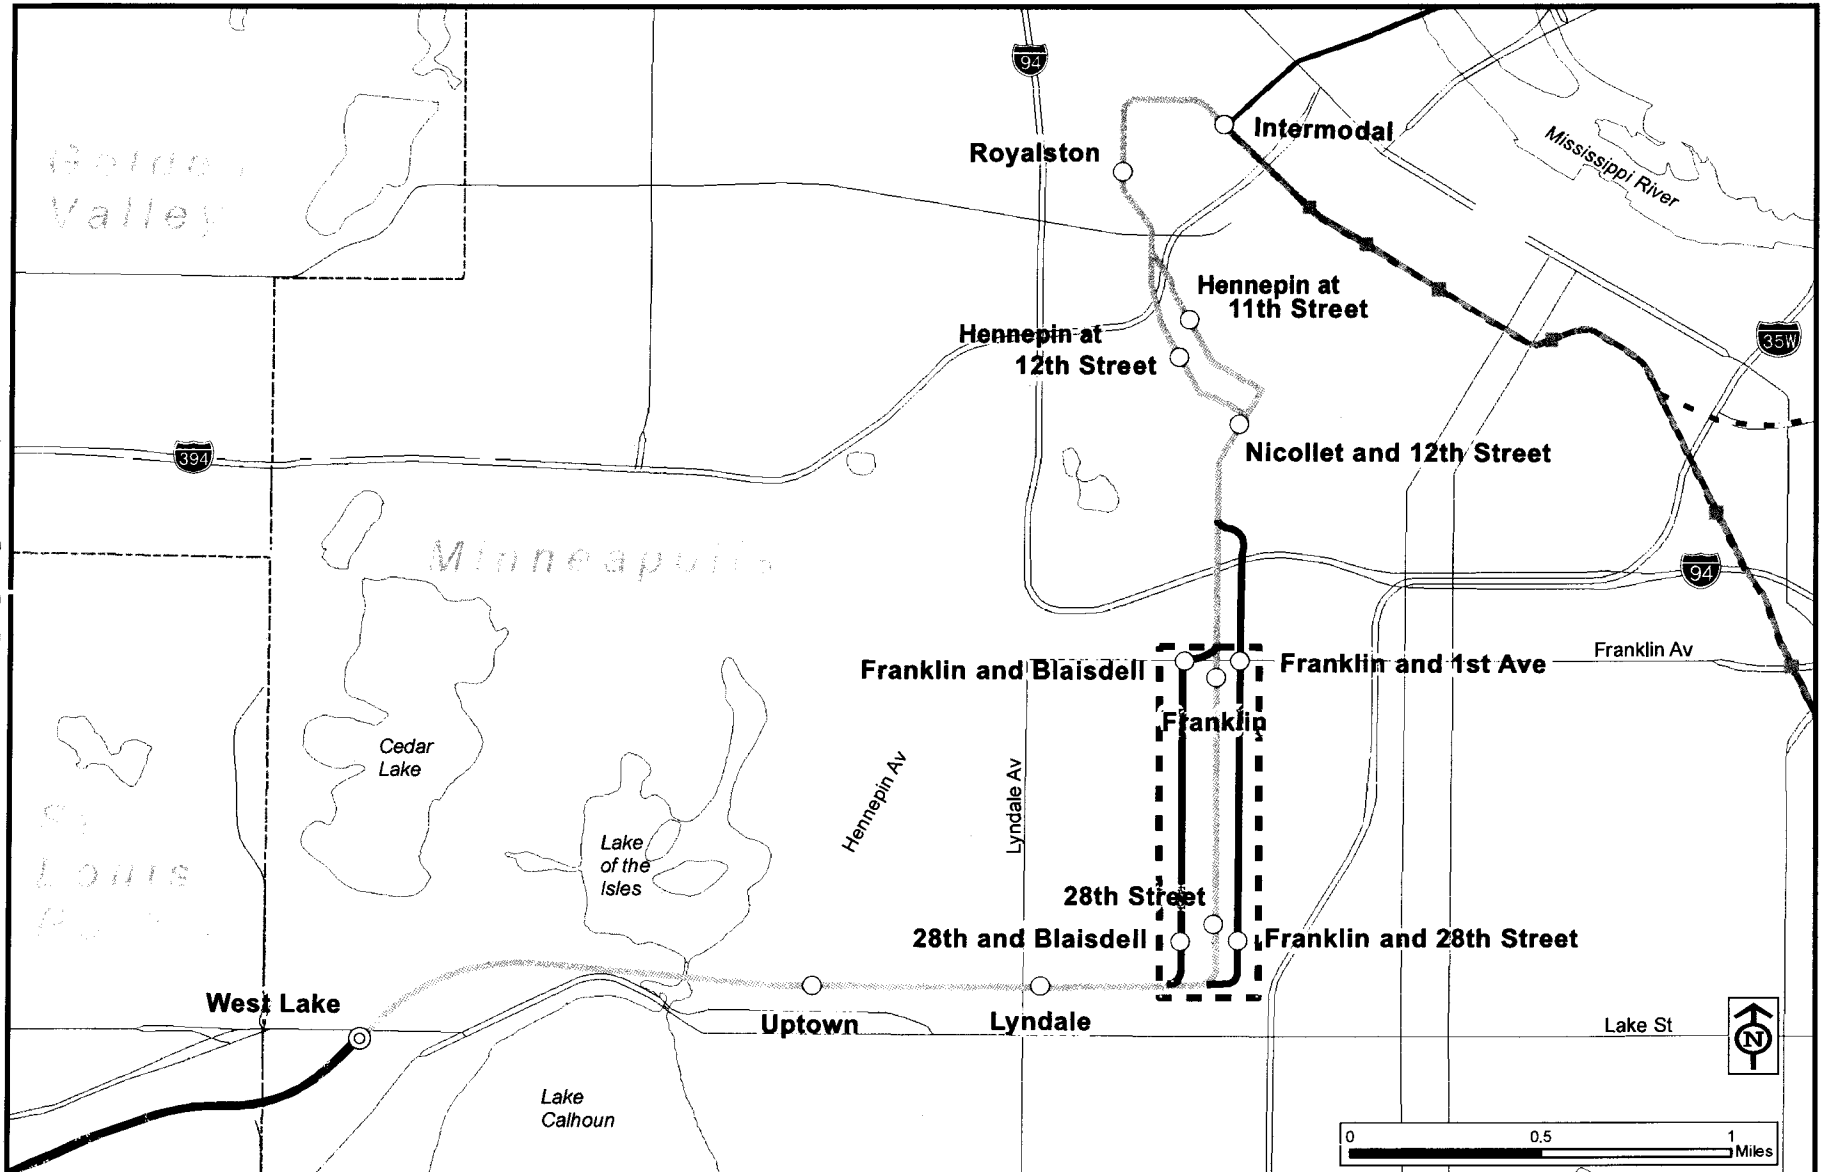 94
Intermodal
Royalston
Mississippi River
Valley
Hennepin at
11th Street
Hennepin at
12th Street
35W
394
Nicollet and 12th Street
Minneapolis
94
Franklin Av
Franklin and Blaisdell
Franklin and 1st Ave
Franklin
Cedar
Lake
Hennepin Av
Lyndale Av
Lake
of the
Isles
Louis
28th Street
28th and Blaisdell
Franklin and 28th Street
West Lake
Uptown
Lyndale
Lake St
N
Lake
Calhoun
0 0.5 1
Miles